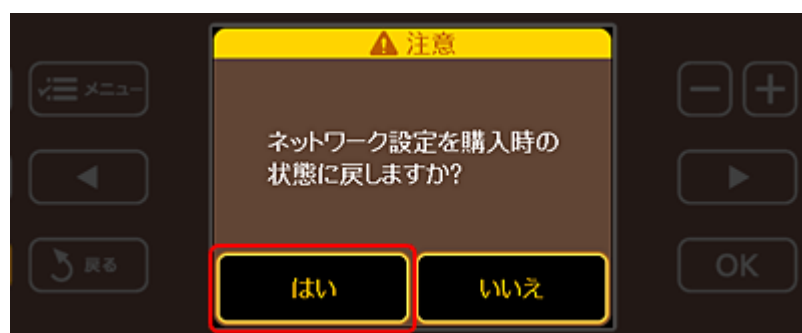 注意
メニュー
ネットワーク設定を購入時の
状態に戻しますか?
戻る
はい
いいえ
OK